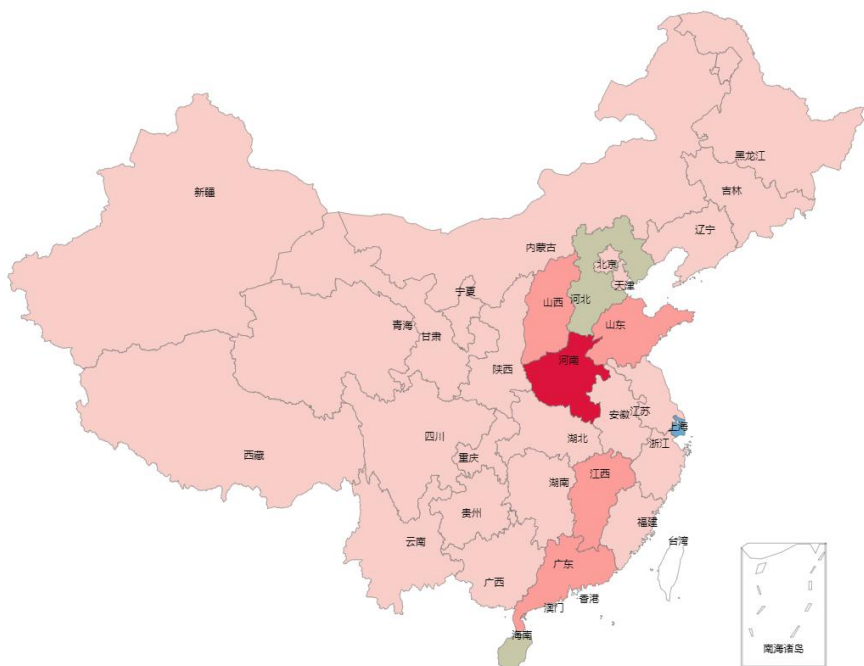 黑龙江
新疆
吉林
辽宁
内蒙古
北京
天津
宁夏
山西
河北
青海
甘肃
山东
陕西
河南
安徽
江苏
上海
四川
湖北
浙江
重庆
西藏
江西
湖南
贵州
福建
云南
台湾
广东
广西
香港
澳门
海南
南海诸岛